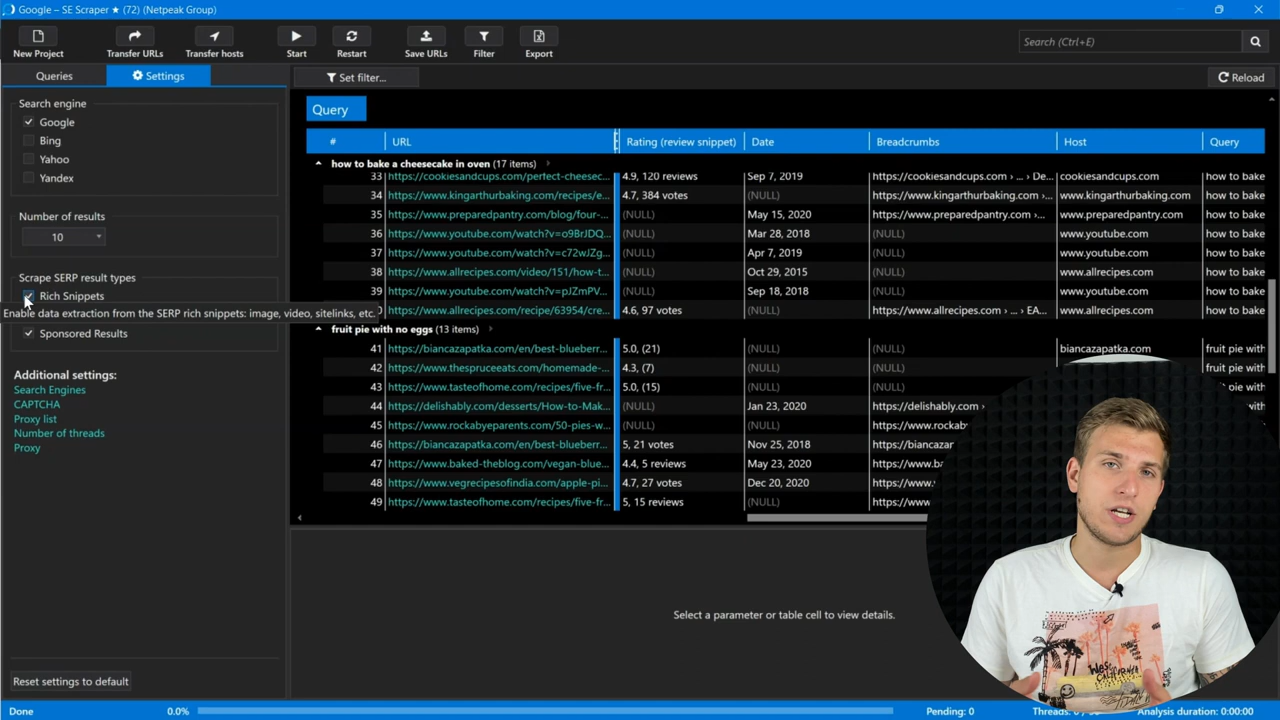 Google – SE Scraper ★ (72) (Netpeak Group)
New Project
Transfer URLs
Transfer hosts
Start
Restart
Save URLs
Filter
Export
Search (Ctrl+E)
Queries
Settings
Set filter...
Reload
Search engine
Google
Bing
Yahoo
Yandex
Number of results
10
Scrape SERP result types
Rich Snippets
Enable data extraction from the SERP rich snippets: image, video, sitelinks, etc.
Sponsored Results
Additional settings:
Search Engines
CAPTCHA
Proxy list
Number of threads
Proxy
Reset settings to default
Query
# URL Rating (review snippet) Date Breadcrumbs Host Query
how to bake a cheesecake in oven (17 items)
33 https://cookiesandcups.com/perfect-cheesec... 4.9, 120 reviews Sep 7, 2019 https://cookiesandcups.com › ... › De... cookiesandcups.com how to bake
34 https://www.kingarthurbaking.com/recipes/e... 4.7, 384 votes (NULL) https://www.kingarthurbaking.com ›... www.kingarthurbaking.com how to bake
35 https://www.preparedpantry.com/blog/four-... (NULL) May 15, 2020 https://www.preparedpantry.com ›... www.preparedpantry.com how to bake
36 https://www.youtube.com/watch?v=o9BrJDQ... (NULL) Mar 28, 2018 (NULL) www.youtube.com how to bake
37 https://www.youtube.com/watch?v=c72wJZg... (NULL) Apr 7, 2019 (NULL) www.youtube.com how to bake
38 https://www.allrecipes.com/video/151/how-t... (NULL) Oct 29, 2015 (NULL) www.allrecipes.com how to bake
39 https://www.youtube.com/watch?v=pJZmPV... (NULL) Sep 18, 2018 (NULL) www.youtube.com how to bake
https://www.allrecipes.com/recipe/63954/cre... 4.6, 97 votes (NULL) https://www.allrecipes.com › ... › EA... www.allrecipes.com how to bake
fruit pie with no eggs (13 items)
41 https://biancazapatka.com/en/best-blueberr... 5.0, (21) (NULL) (NULL) biancazapatka.com fruit pie with
42 https://www.thespruceeats.com/homemade-... 4.3, (7) (NULL) (NULL) fruit pie with
43 https://www.tasteofhome.com/recipes/five-fr... 5.0, (15) (NULL) (NULL) pie with
44 https://delishably.com/desserts/How-to-Mak... (NULL) Jan 23, 2020 https://delishably.com › with
45 https://www.rockabyeparents.com/50-pies-w... (NULL) (NULL) https://www.rockab
46 https://biancazapatka.com/en/best-blueberr... 5, 21 votes Nov 25, 2018 https://biancaz
47 https://www.baked-theblog.com/vegan-blue... 4.4, 5 reviews May 23, 2020 https://www.b
48 https://www.vegrecipesofindia.com/apple-pi... 4.7, 27 votes Dec 20, 2020 https://www.
49 https://www.tasteofhome.com/recipes/five-fr... 5, 15 reviews (NULL) https://www
Select a parameter or table cell to view details.
West
CALIFORNIA
Done 0.0% Pending: 0 Analysis duration: 0:00:00